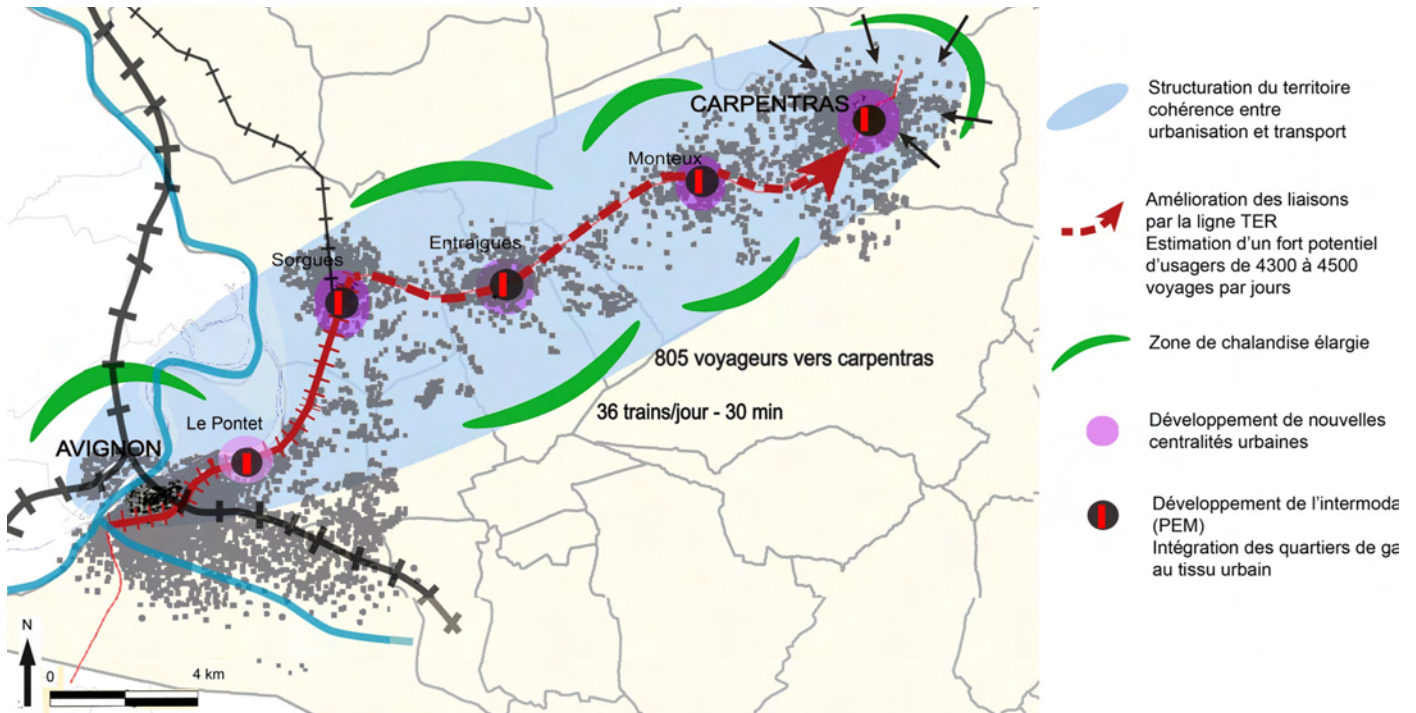 CARPENTRAS
Monteux
Entraigues
Sorgues
805 voyageurs vers carpentras
36 trains/jour - 30 min
Le Pontet
AVIGNON
N
0
4 km
Structuration du territoire
cohérence entre
urbanisation et transport
Amélioration des liaisons
par la ligne TER
Estimation d'un fort potentiel
d'usagers de 4300 à 4500
voyages par jours
Zone de chalandise élargie
Développement de nouvelles
centralités urbaines
Développement de l'intermoda
(PEM)
Intégration des quartiers de ga
au tissu urbain